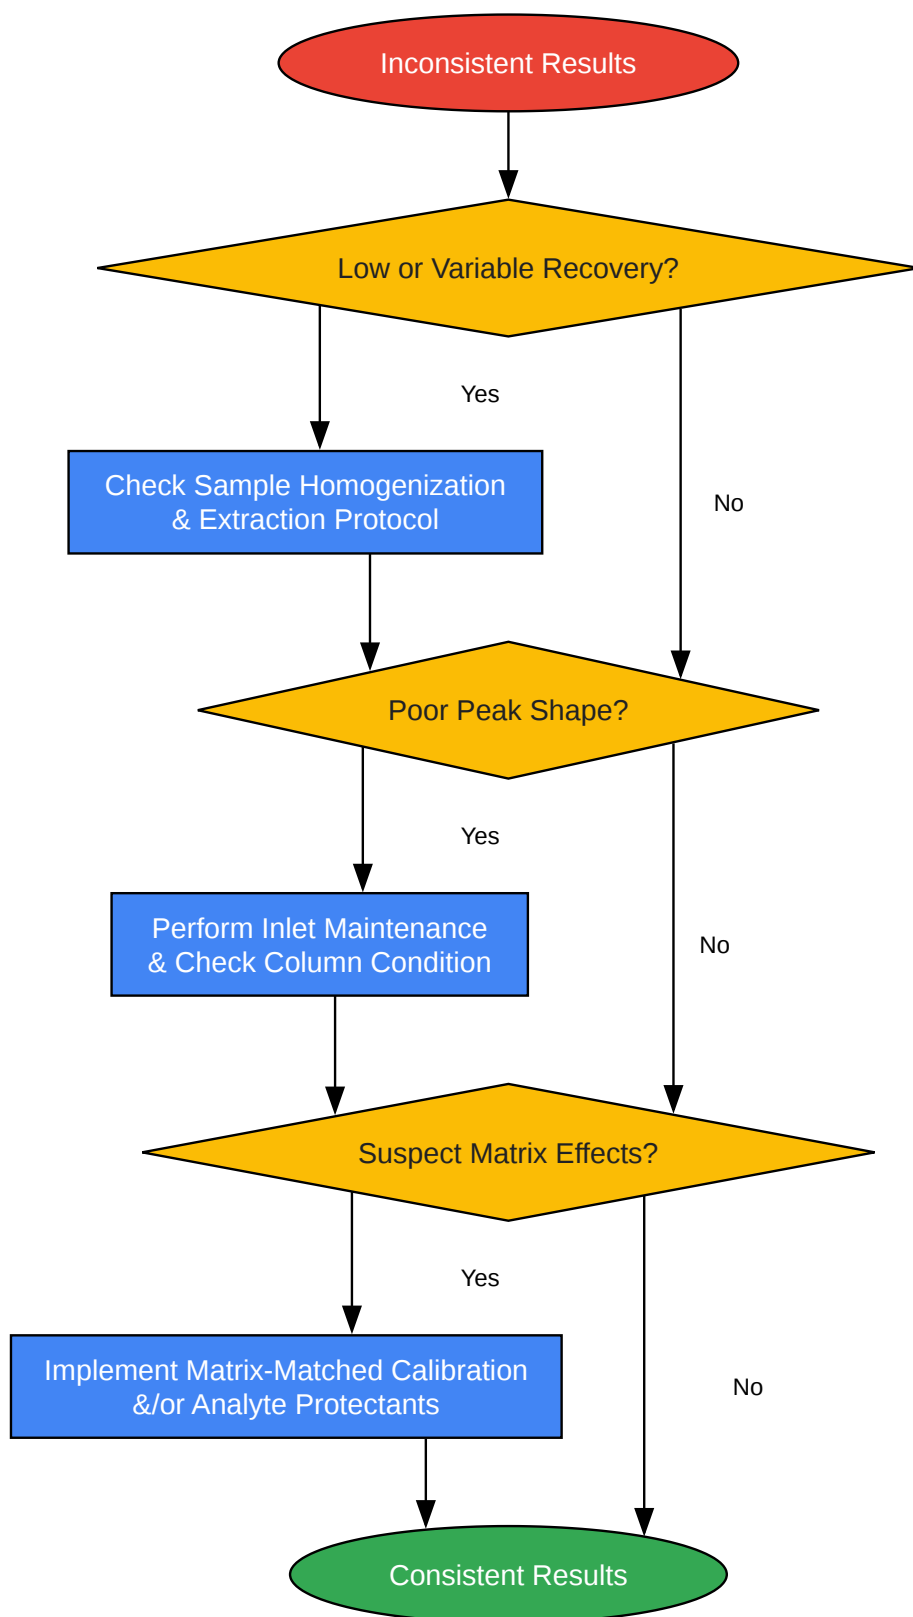 Inconsistent Results
Low or Variable Recovery?
Yes
Check Sample Homogenization
& Extraction Protocol
No
Poor Peak Shape?
Yes
Perform Inlet Maintenance
& Check Column Condition
No
Suspect Matrix Effects?
Yes
Implement Matrix-Matched Calibration
&/or Analyte Protectants
No
Consistent Results